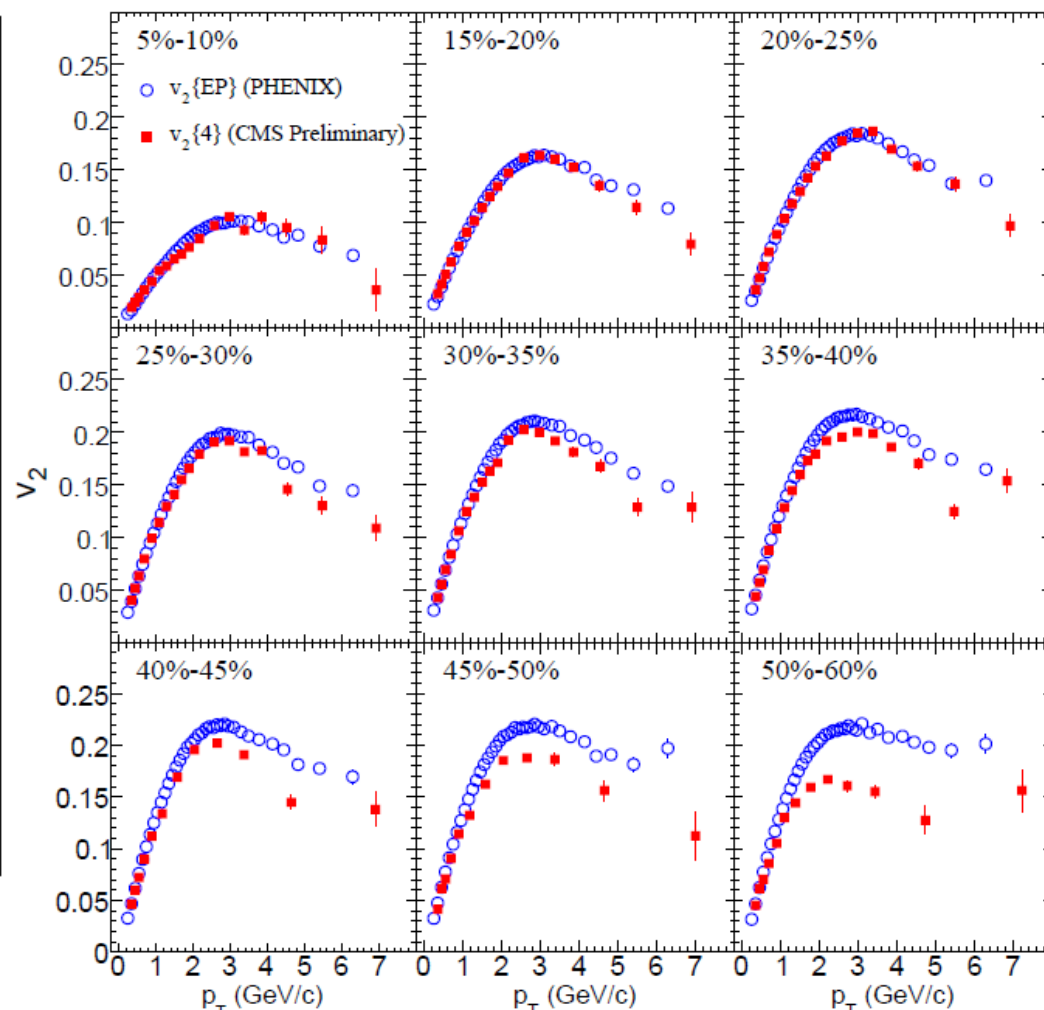 5%-10%
15%-20%
20%-25%
0.25
v2{EP} (PHENIX)
0.2
v2{4} (CMS Preliminary)
0.15
0.1
0.05
25%-30%
30%-35%
35%-40%
0.25
0.2
v2
0.15
0.1
0.05
40%-45%
45%-50%
50%-60%
0.25
0.2
0.15
0.1
0.05
0
0 1 2 3 4 5 6 7
0 1 2 3 4 5 6 7
0 1 2 3 4 5 6 7
pT (GeV/c)
pT (GeV/c)
pT (GeV/c)